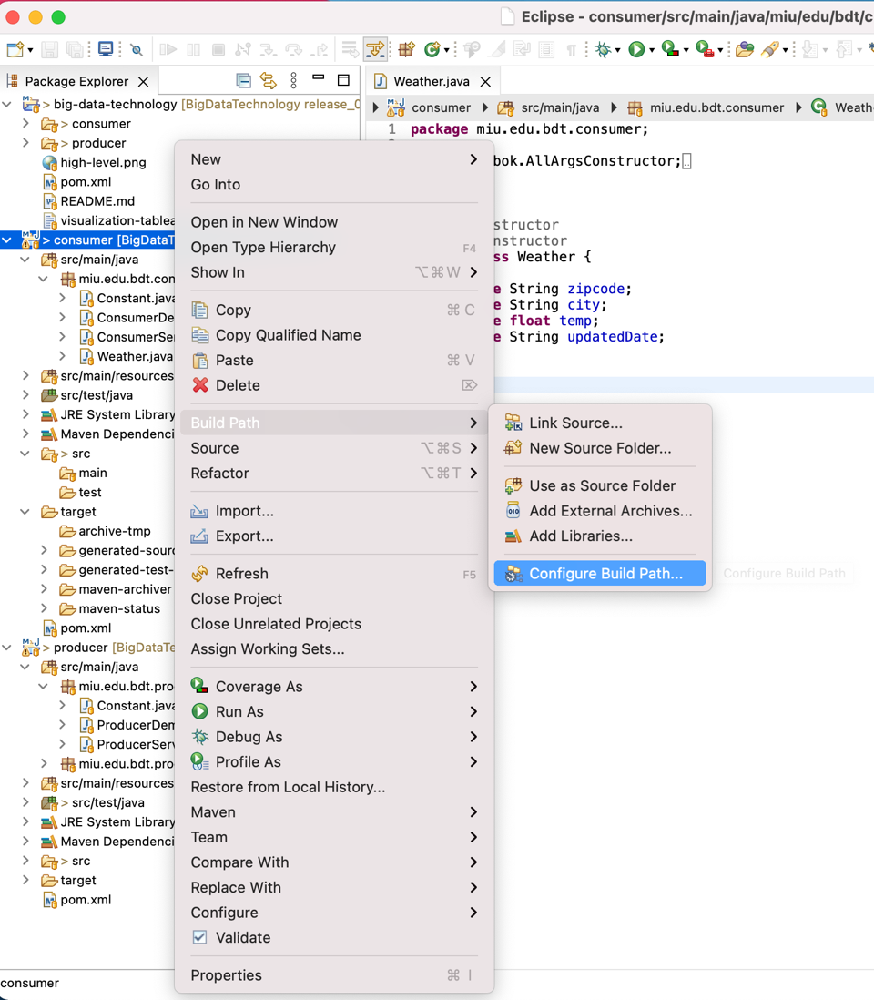 Eclipse - consumer/src/main/java/miu/edu/bdt/c
Package Explorer
big-data-technology [BigDataTechnology release_0
> consumer
> producer
high-level.png
pom.xml
README.md
visualization-tablea
> consumer [BigDataT
src/main/java
miu.edu.bdt.con
Constant.java
ConsumerDe
ConsumerSer
Weather.java
src/main/resources
src/test/java
JRE System Library
Maven Dependenci
> src
main
test
target
archive-tmp
generated-sour
generated-test-
maven-archiver
maven-status
pom.xml
> producer [BigDataTe
src/main/java
miu.edu.bdt.pro
Constant.java
ProducerDem
ProducerServ
miu.edu.bdt.pro
src/main/resources
> src/test/java
JRE System Library
Maven Dependenci
> src
target
pom.xml
consumer
New
Go Into
Open in New Window
Open Type Hierarchy F4
Show In ⌥⌘W
Copy ⌘C
Copy Qualified Name
Paste ⌘V
Delete ⌦
Build Path
Source ⌥⌘S
Refactor ⌥⌘T
Import...
Export...
Refresh F5
Close Project
Close Unrelated Projects
Assign Working Sets...
Coverage As
Run As
Debug As
Profile As
Restore from Local History...
Maven
Team
Compare With
Replace With
Configure
Validate
Properties ⌘I
Link Source...
New Source Folder...
Use as Source Folder
Add External Archives...
Add Libraries...
Configure Build Path...
Configure Build Path
Weather.java
consumer src/main/java miu.edu.bdt.consumer Weath
1 package miu.edu.bdt.consumer;
bok.AllArgsConstructor;
structor
nstructor
ss Weather {
e String zipcode;
e String city;
e float temp;
e String updatedDate;